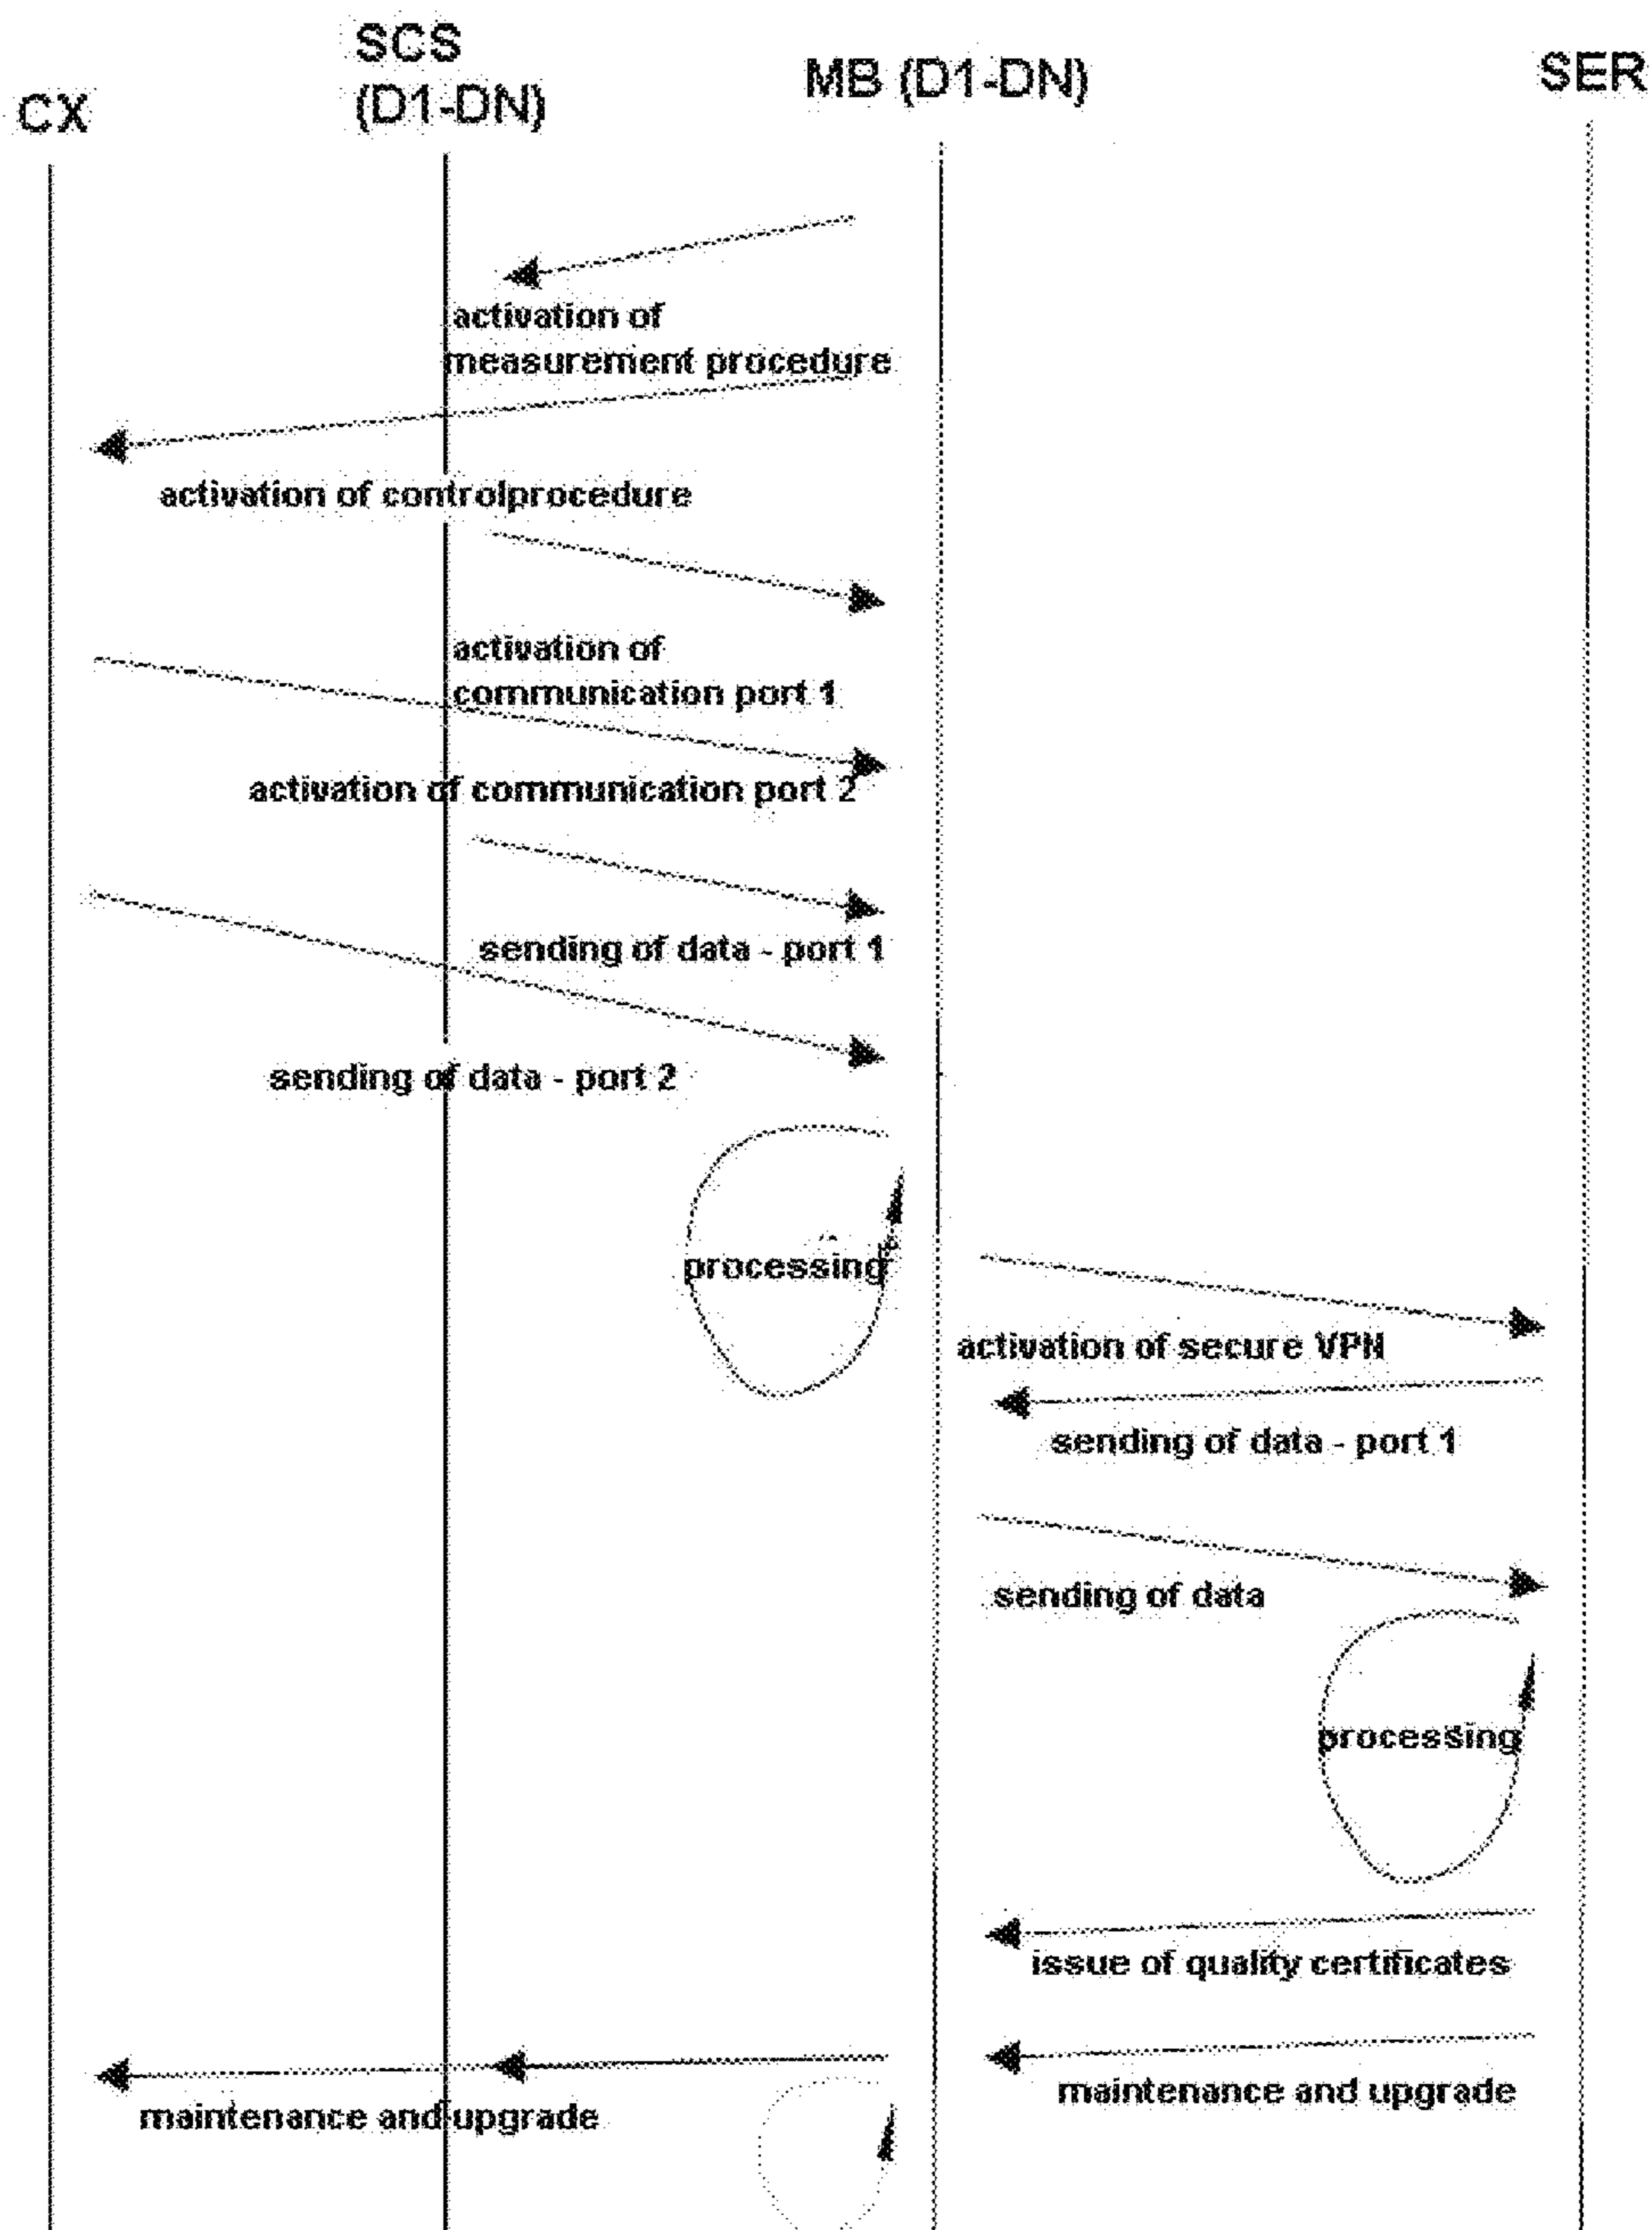 SCS
(D1-DN)
MB (D1-DN)
SER
CX
activation of
measurement procedure
activation of controlprocedure
activation of
communication port 1
activation of communication port 2
sending of data - port 1
sending of data - port 2
processing
activation of secure VPN
sending of data - port 1
sending of data
processing
issue of quality certificates
maintenance and upgrade
maintenance and upgrade